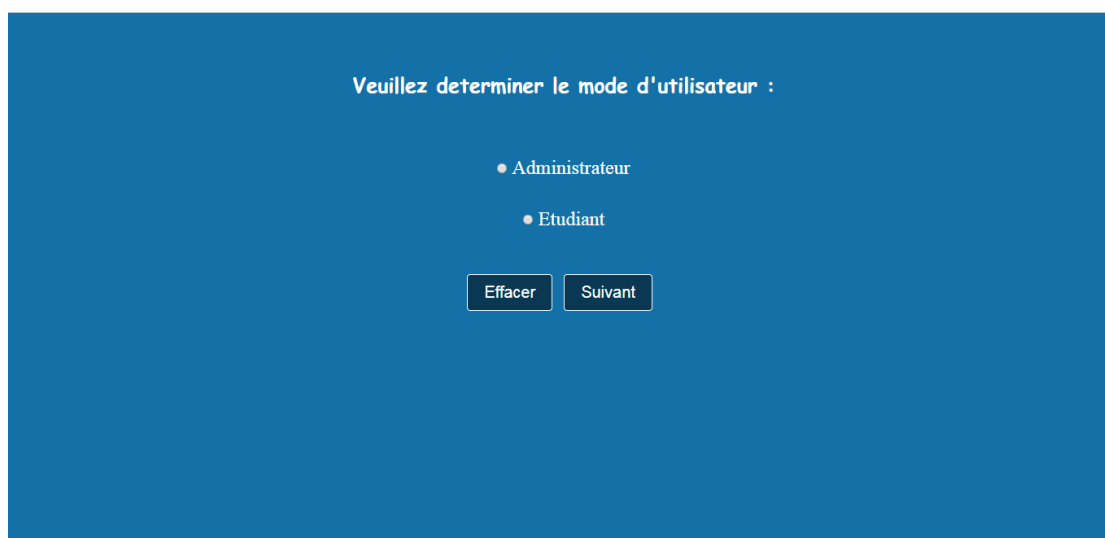 Veuillez determiner le mode d'utilisateur :
Administrateur
Etudiant
Effacer Suivant